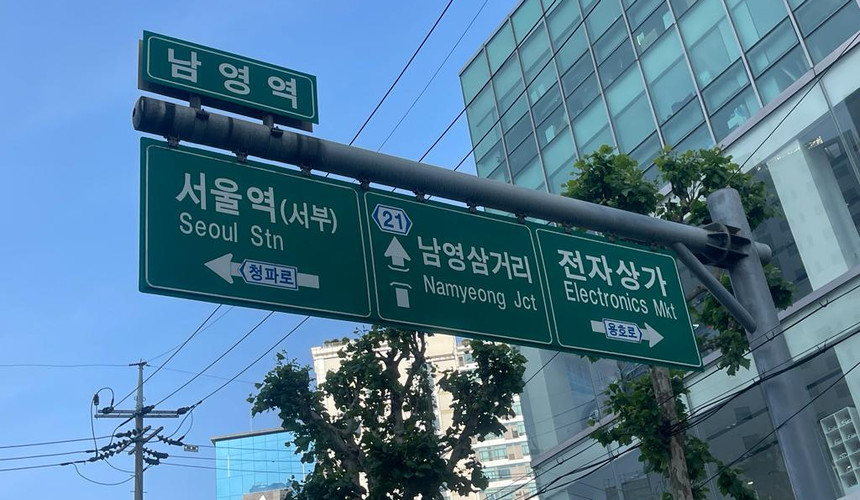 남영역
서울역(서부)
Seoul Stn
청파로
21
남영삼거리
Namyeong Jct
전자상가
Electronics Mkt
용호로